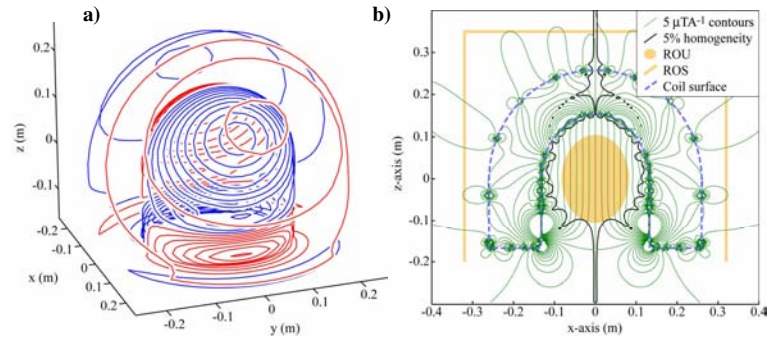 a)
0.2
0.1
0
-0.1
-0.2
z (m)
-0.2
-0.1
0
0.1
0.2
x (m)
-0.2
-0.1
0
0.1
0.2
y (m)
b)
5 μTA⁻¹ contours
5% homogeneity
ROU
ROS
Coil surface
0.3
0.2
0.1
0
-0.1
-0.2
z-axis (m)
-0.4
-0.3
-0.2
-0.1
0
0.1
0.2
0.3
0.4
x-axis (m)